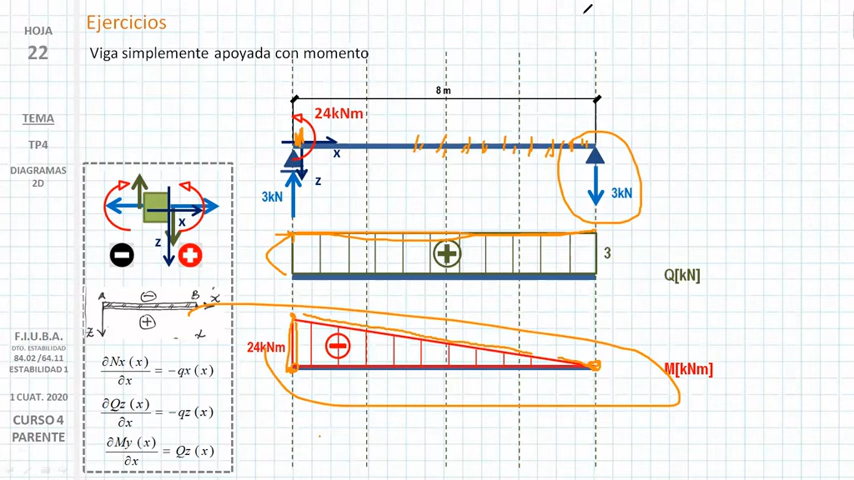 HOJA
22
TEMA
TP4
DIAGRAMAS
2D
F.I.U.B.A.
DTO. ESTABILIDAD
84.02 / 64.11
ESTABILIDAD 1
1 CUAT. 2020
CURSO 4
PARENTE
Ejercicios
Viga simplemente apoyada con momento
8 m
24kNm
x
z
3kN
3kN
x
z
A
B
x
z
x
∂Nx (x) / ∂x = -qx (x)
∂Qz (x) / ∂x = -qz (x)
∂My (x) / ∂x = Qz (x)
+
3
Q[kN]
24kNm
M[kNm]